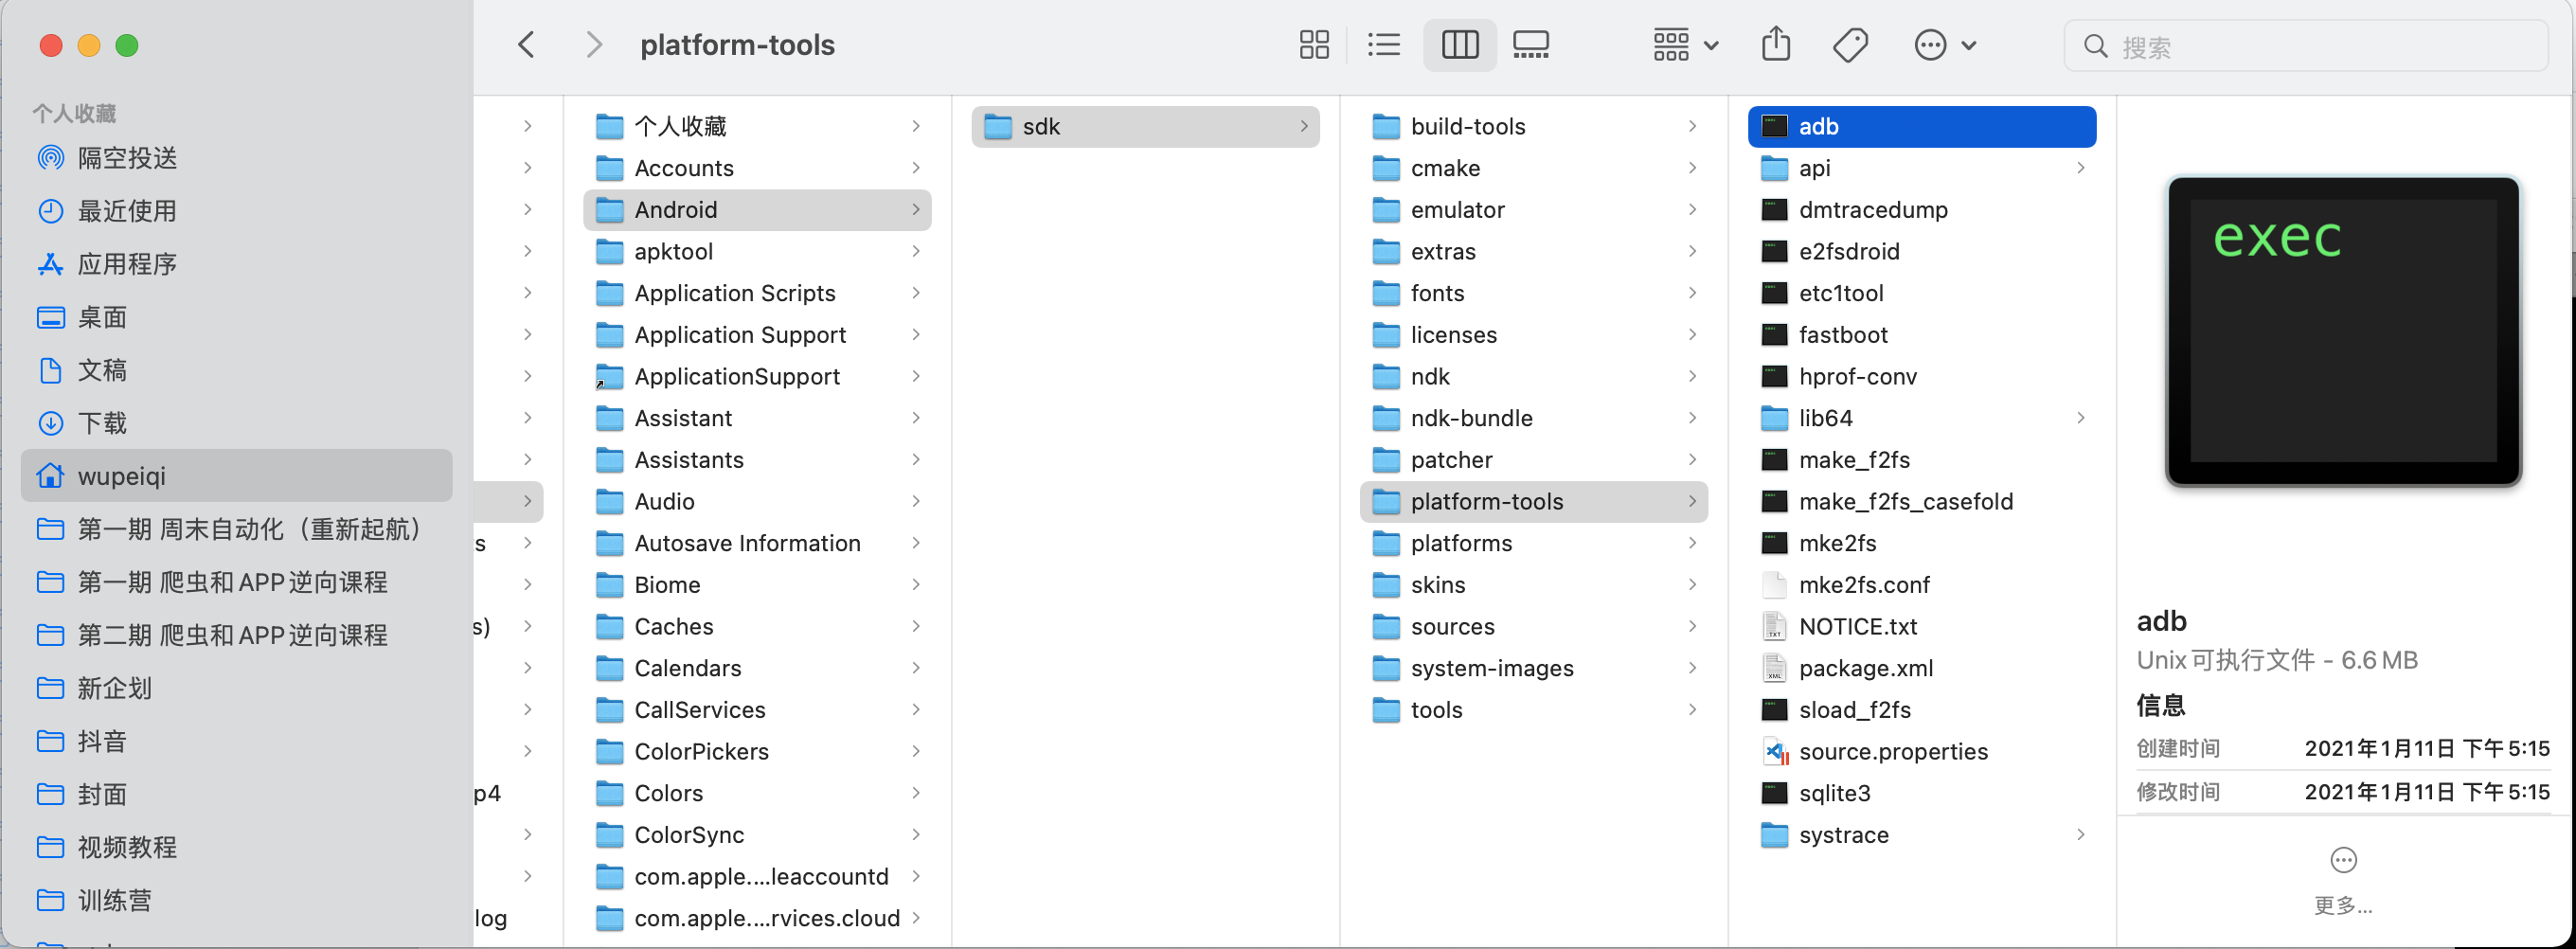 platform-tools
搜索
个人收藏
隔空投送
最近使用
应用程序
桌面
文稿
下载
wupeiqi
第一期 周末自动化（重新起航）
第一期 爬虫和APP逆向课程
第二期 爬虫和APP逆向课程
新企划
抖音
封面
视频教程
训练营
s
s)
p4
log
个人收藏
Accounts
Android
apktool
Application Scripts
Application Support
ApplicationSupport
Assistant
Assistants
Audio
Autosave Information
Biome
Caches
Calendars
CallServices
ColorPickers
Colors
ColorSync
com.apple....leaccountd
com.apple....rvices.cloud
sdk
build-tools
cmake
emulator
extras
fonts
licenses
ndk
ndk-bundle
patcher
platform-tools
platforms
skins
sources
system-images
tools
adb
api
dmtracedump
e2fsdroid
etc1tool
fastboot
hprof-conv
lib64
make_f2fs
make_f2fs_casefold
mke2fs
mke2fs.conf
NOTICE.txt
package.xml
sload_f2fs
source.properties
sqlite3
systrace
exec
adb
Unix可执行文件 - 6.6 MB
信息
创建时间 2021年1月11日 下午5:15
修改时间 2021年1月11日 下午5:15
更多...